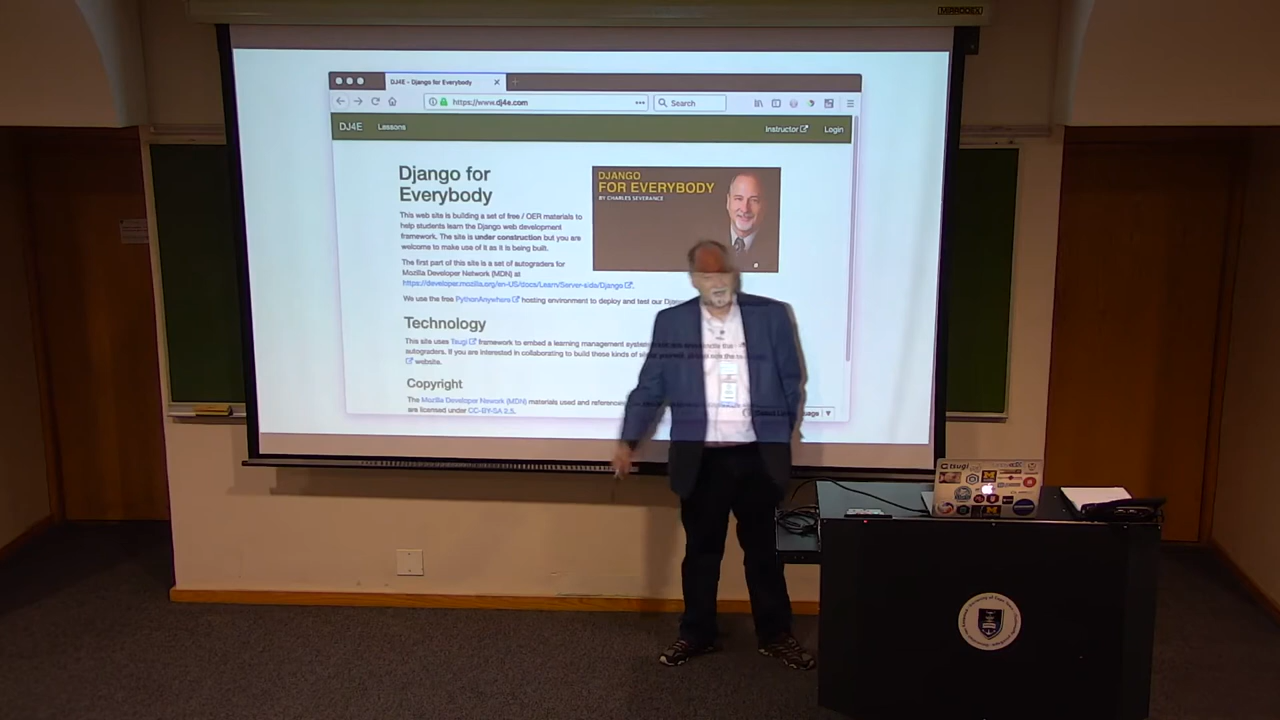 DJ4E - Django for Everybody
https://www.dj4e.com
Search
DJ4E Lessons Instructor Login
Django for
Everybody
This web site is building a set of free / OER materials to
help students learn the Django web development
framework. The site is under construction but you are
welcome to make use of it as it is being built.
The first part of this site is a set of autograders for
Mozilla Developer Network (MDN) at
https://developer.mozilla.org/en-US/docs/Learn/Server-side/Django.
We use the free PythonAnywhere hosting environment to deploy and test our
DJANGO
FOR EVERYBODY
BY CHARLES SEVERANCE
Technology
This site uses Tsugi framework to embed a learning management
autograders. If you are interested in collaborating to build these kinds of
website.
Copyright
The Mozilla Developer Nework (MDN) materials used and
are licensed under CC-BY-SA 2.5.
tsugi
University of Cape Town